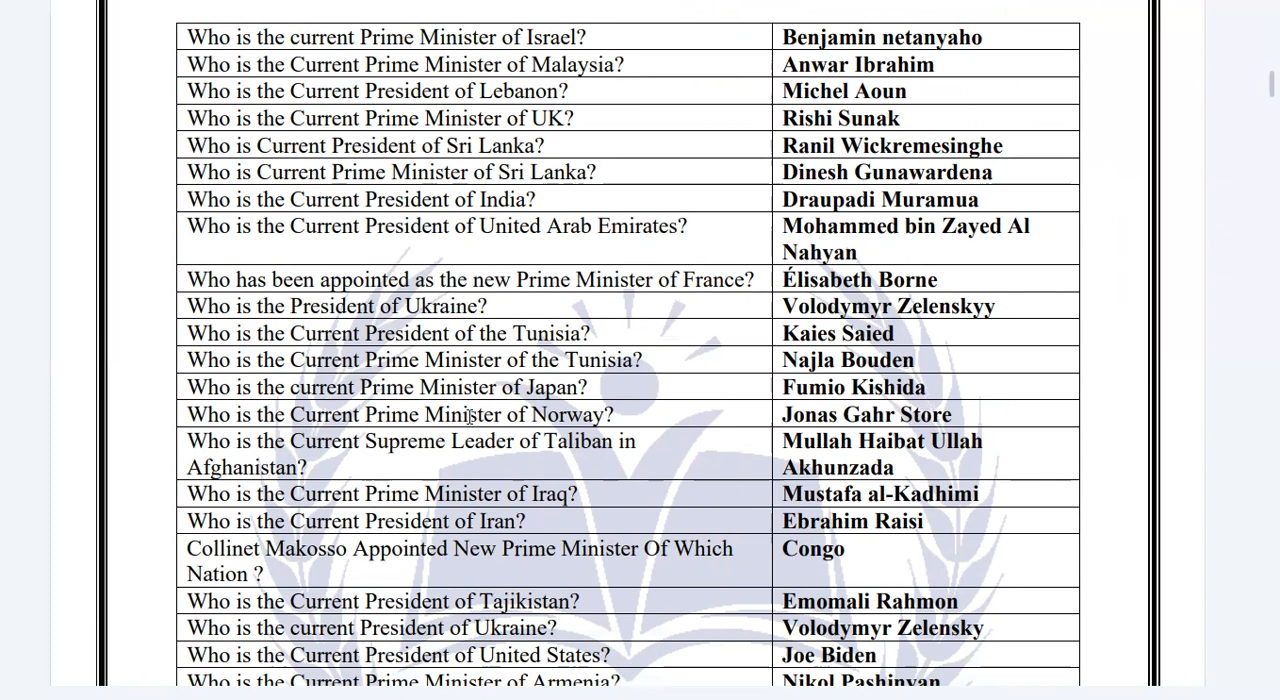 Who is the current Prime Minister of Israel? Benjamin netanyaho
Who is the Current Prime Minister of Malaysia? Anwar Ibrahim
Who is the Current President of Lebanon? Michel Aoun
Who is the Current Prime Minister of UK? Rishi Sunak
Who is Current President of Sri Lanka? Ranil Wickremesinghe
Who is Current Prime Minister of Sri Lanka? Dinesh Gunawardena
Who is the Current President of India? Draupadi Muramua
Who is the Current President of United Arab Emirates? Mohammed bin Zayed Al
Nahyan
Who has been appointed as the new Prime Minister of France? Élisabeth Borne
Who is the President of Ukraine? Volodymyr Zelenskyy
Who is the Current President of the Tunisia? Kaies Saied
Who is the Current Prime Minister of the Tunisia? Najla Bouden
Who is the current Prime Minister of Japan? Fumio Kishida
Who is the Current Prime Minister of Norway? Jonas Gahr Store
Who is the Current Supreme Leader of Taliban in Mullah Haibat Ullah
Afghanistan? Akhunzada
Who is the Current Prime Minister of Iraq? Mustafa al-Kadhimi
Who is the Current President of Iran? Ebrahim Raisi
Collinet Makosso Appointed New Prime Minister Of Which Congo
Nation ?
Who is the Current President of Tajikistan? Emomali Rahmon
Who is the current President of Ukraine? Volodymyr Zelensky
Who is the Current President of United States? Joe Biden
Who is the Current Prime Minister of Armenia? Nikol Pashinyan